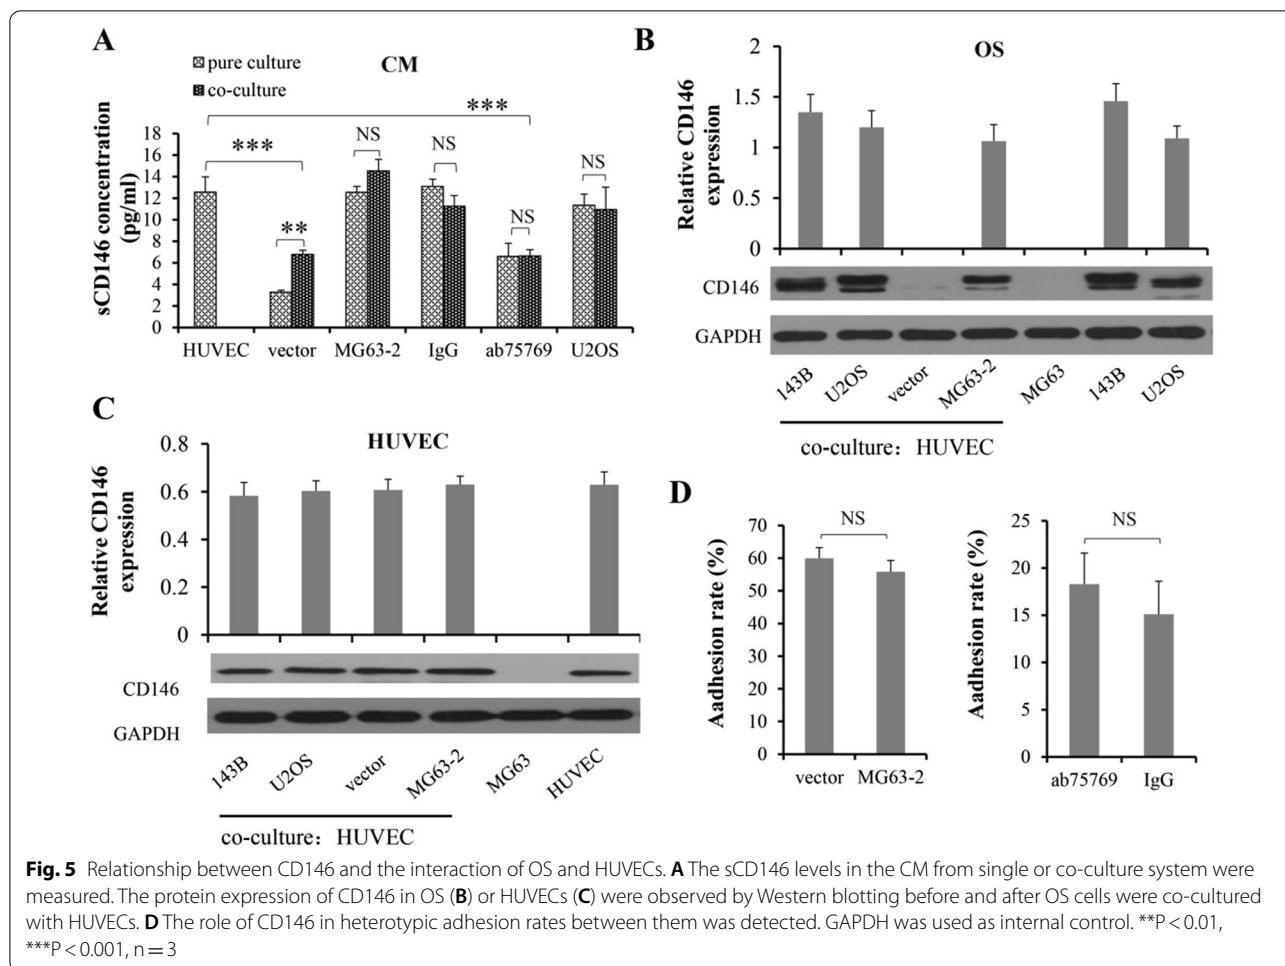 A
pure culture
co-culture
CM
***
***
**
NS
NS
NS
NS
sCD146 concentration
(pg/ml)
18
16
14
12
10
8
6
4
2
0
HUVEC vector MG63-2 IgG ab75769 U2OS
B
OS
Relative CD146
expression
2
1.5
1
0.5
0
CD146
GAPDH
143B U2OS vector MG63-2 MG63 143B U2OS
co-culture: HUVEC
C
HUVEC
Relative CD146
expression
0.8
0.6
0.4
0.2
0
CD146
GAPDH
143B U2OS vector MG63-2 MG63 HUVEC
co-culture: HUVEC
D
Aadhesion rate (%)
70
60
50
40
30
20
10
0
NS
vector MG63-2
Aadhesion rate (%)
25
20
15
10
5
0
NS
ab75769 IgG
Fig. 5 Relationship between CD146 and the interaction of OS and HUVECs. A The sCD146 levels in the CM from single or co-culture system were
measured. The protein expression of CD146 in OS (B) or HUVECs (C) were observed by Western blotting before and after OS cells were co-cultured
with HUVECs. D The role of CD146 in heterotypic adhesion rates between them was detected. GAPDH was used as internal control. **P < 0.01,
***P < 0.001, n = 3